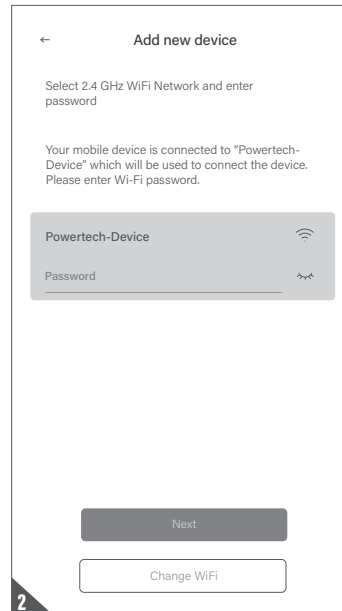 Add new device
Select 2.4 GHz WiFi Network and enter
password
Your mobile device is connected to “Powertech-
Device” which will be used to connect the device.
Please enter Wi-Fi password.
Powertech-Device
Password
Next
Change WiFi
2